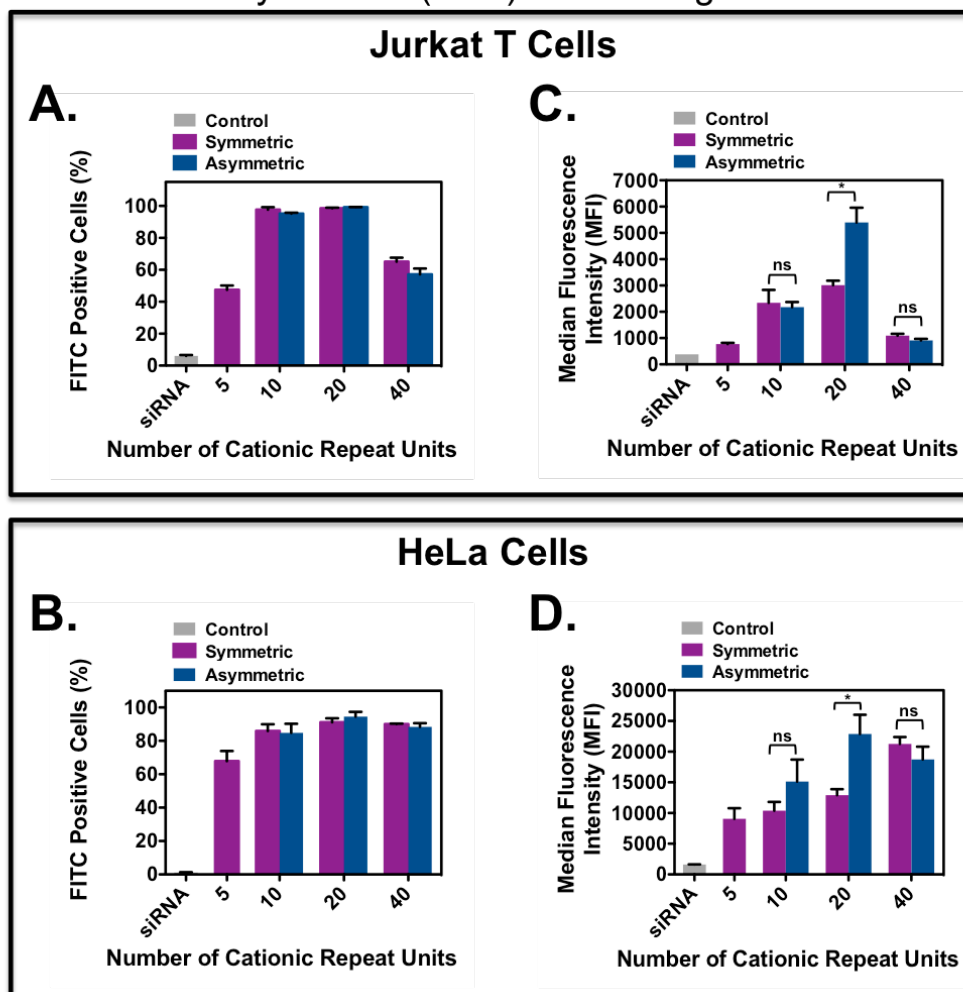 Jurkat T Cells
A.
Control
Symmetric
Asymmetric
FITC Positive Cells (%)
100
80
60
40
20
0
siRNA
5
10
20
40
Number of Cationic Repeat Units
C.
Control
Symmetric
Asymmetric
Median Fluorescence
Intensity (MFI)
7000
6000
5000
4000
3000
2000
1000
0
ns
*
ns
siRNA
5
10
20
40
Number of Cationic Repeat Units
HeLa Cells
B.
Control
Symmetric
Asymmetric
FITC Positive Cells (%)
100
80
60
40
20
0
siRNA
5
10
20
40
Number of Cationic Repeat Units
D.
Control
Symmetric
Asymmetric
Median Fluorescence
Intensity (MFI)
30000
25000
20000
15000
10000
5000
0
ns
*
ns
siRNA
5
10
20
40
Number of Cationic Repeat Units